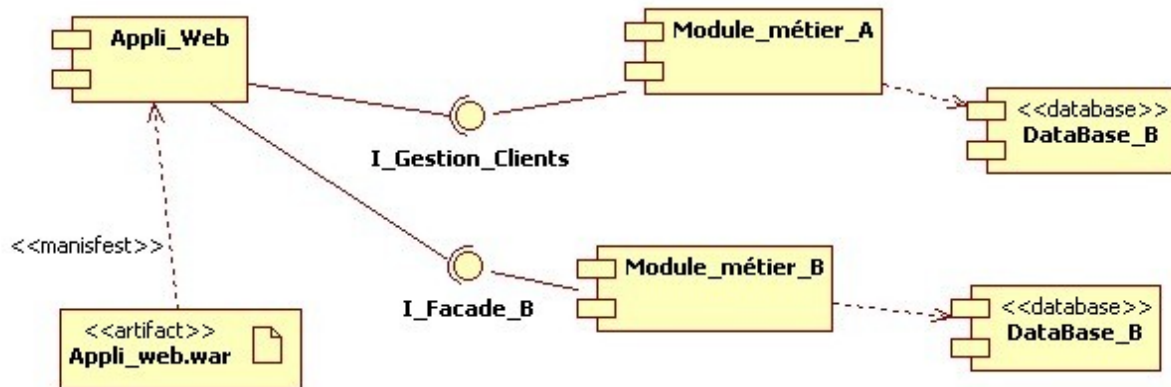 Appli_Web
Module_métier_A
<<database>>
DataBase_B
I_Gestion_Clients
<<manisfest>>
Module_métier_B
I_Facade_B
<<database>>
DataBase_B
<<artifact>>
Appli_web.war